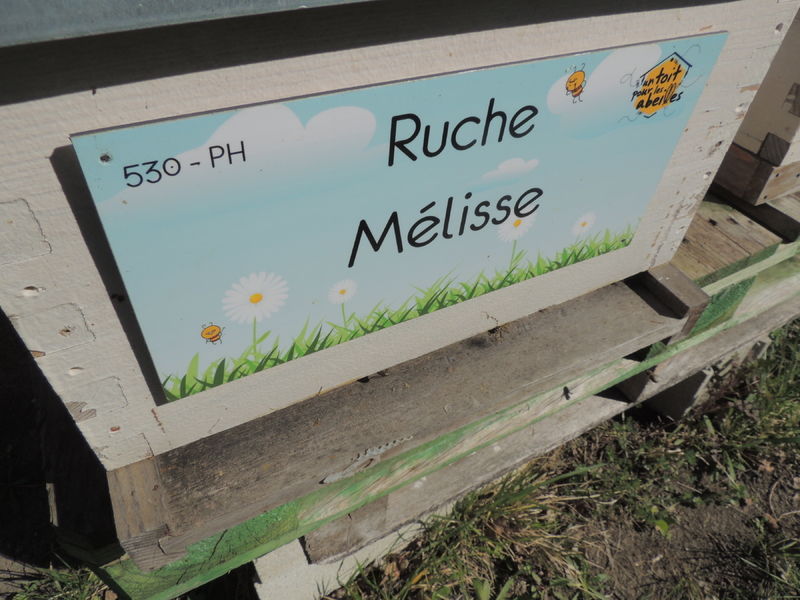 530 - PH
Ruche
Mélisse
Un toit
pour les
abeilles